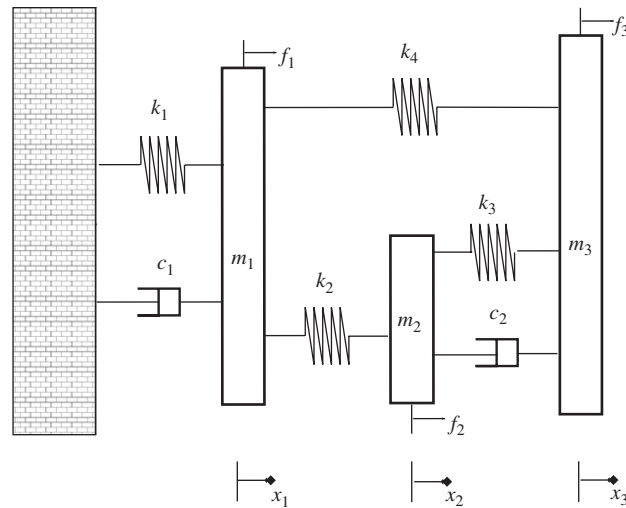 f₁
f₃
k₄
k₁
k₃
m₁
m₃
c₁
k₂
m₂
c₂
f₂
x₁
x₂
x₃